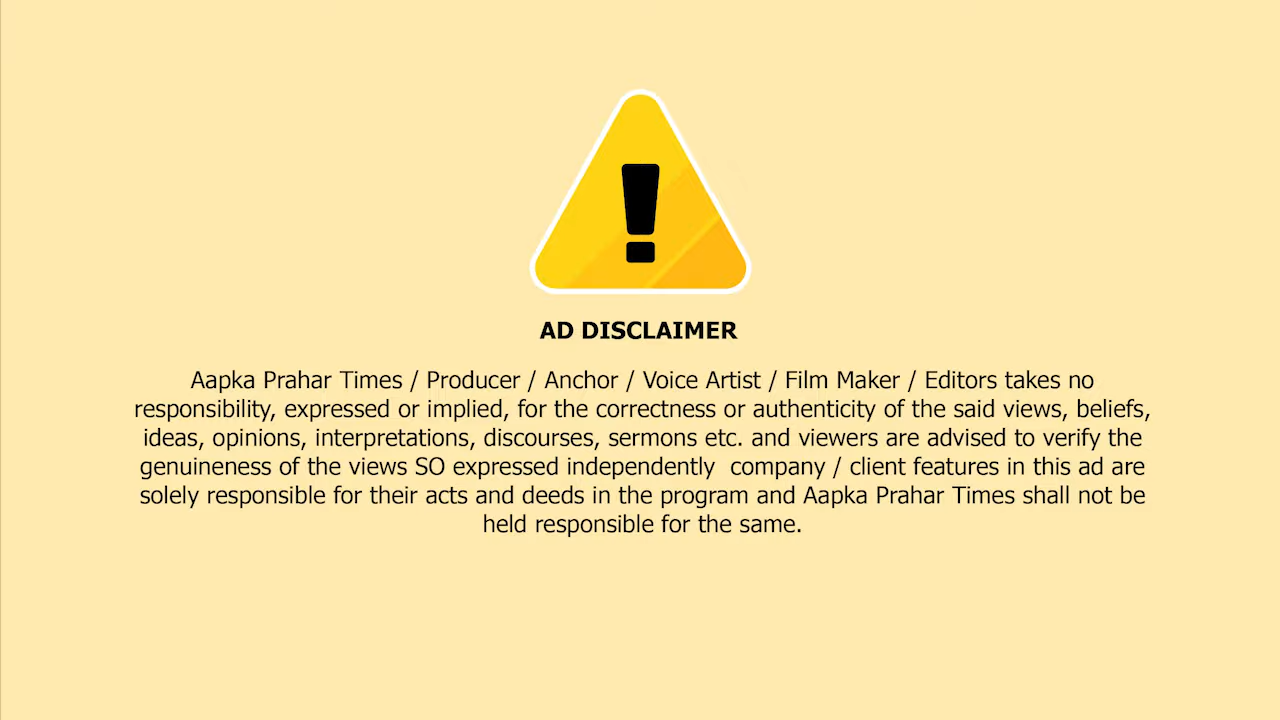 AD DISCLAIMER
Aapka Prahar Times / Producer / Anchor / Voice Artist / Film Maker / Editors takes no
responsibility, expressed or implied, for the correctness or authenticity of the said views, beliefs,
ideas, opinions, interpretations, discourses, sermons etc. and viewers are advised to verify the
genuineness of the views SO expressed independently  company / client features in this ad are
solely responsible for their acts and deeds in the program and Aapka Prahar Times shall not be
held responsible for the same.